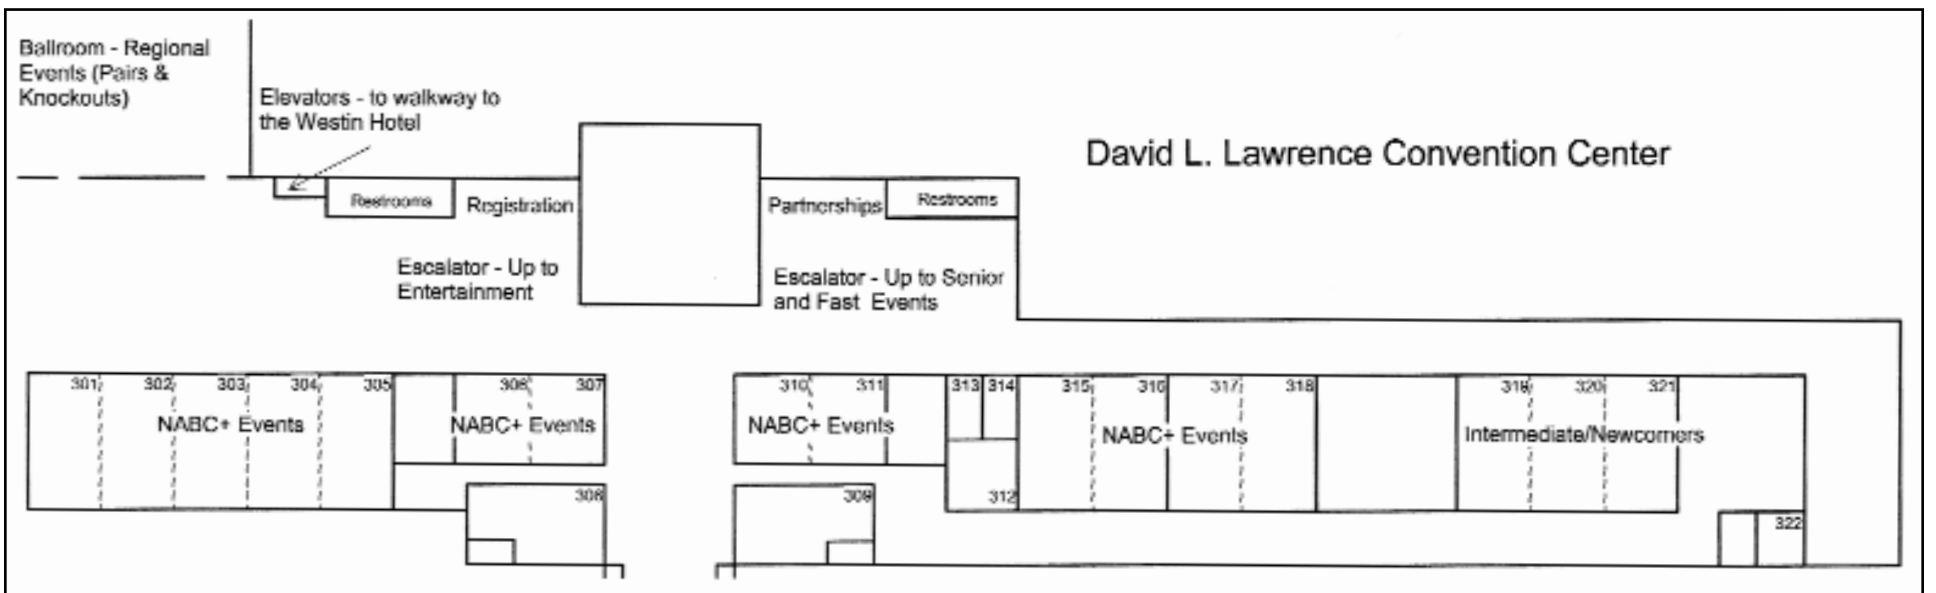 Ballroom - Regional
Events (Pairs &
Knockouts)
Elevators - to walkway to
the Westin Hotel
David L. Lawrence Convention Center
Restrooms
Registration
Partnerships
Restrooms
Escalator - Up to
Entertainment
Escalator - Up to Senior
and Fast Events
301
302
303
304
305
306
307
310
311
313
314
315
316
317
318
319
320
321
NABC+ Events
NABC+ Events
NABC+ Events
NABC+ Events
Intermediate/Newcomers
308
309
312
322